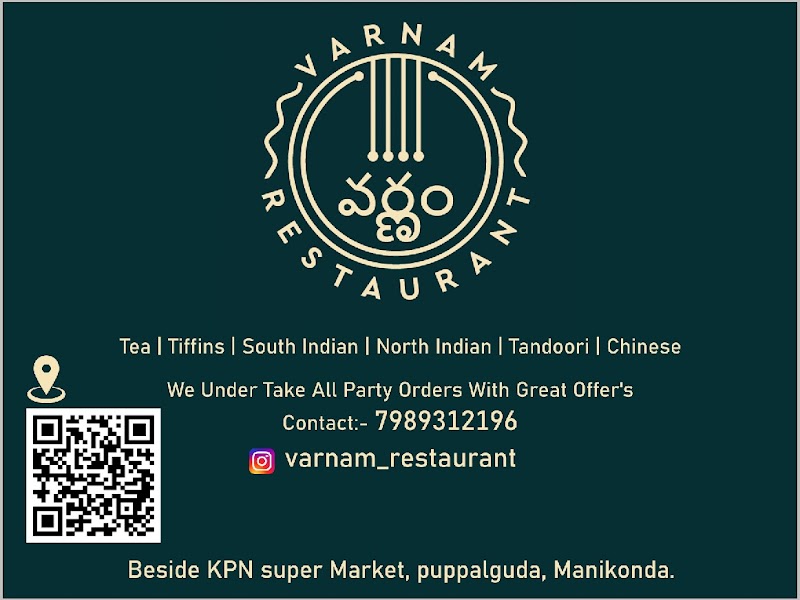 VARNAM
వర్ణం
RESTAURANT
Tea | Tiffins | South Indian | North Indian | Tandoori | Chinese
We Under Take All Party Orders With Great Offer's
Contact:- 7989312196
varnam_restaurant
Beside KPN super Market, puppalguda, Manikonda.